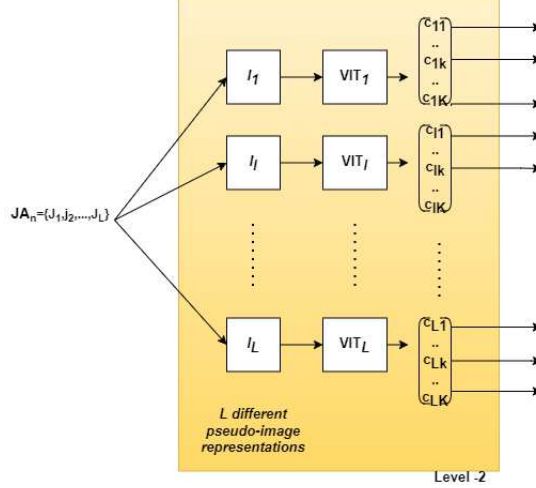 c11
..
c1k
..
c1K
I1
VIT1
cl1
..
clk
..
clK
Il
VITl
JAn={J1,j2,...,JL}
cL1
..
cLk
..
cLK
IL
VITL
L different
pseudo-image
representations
Level -2